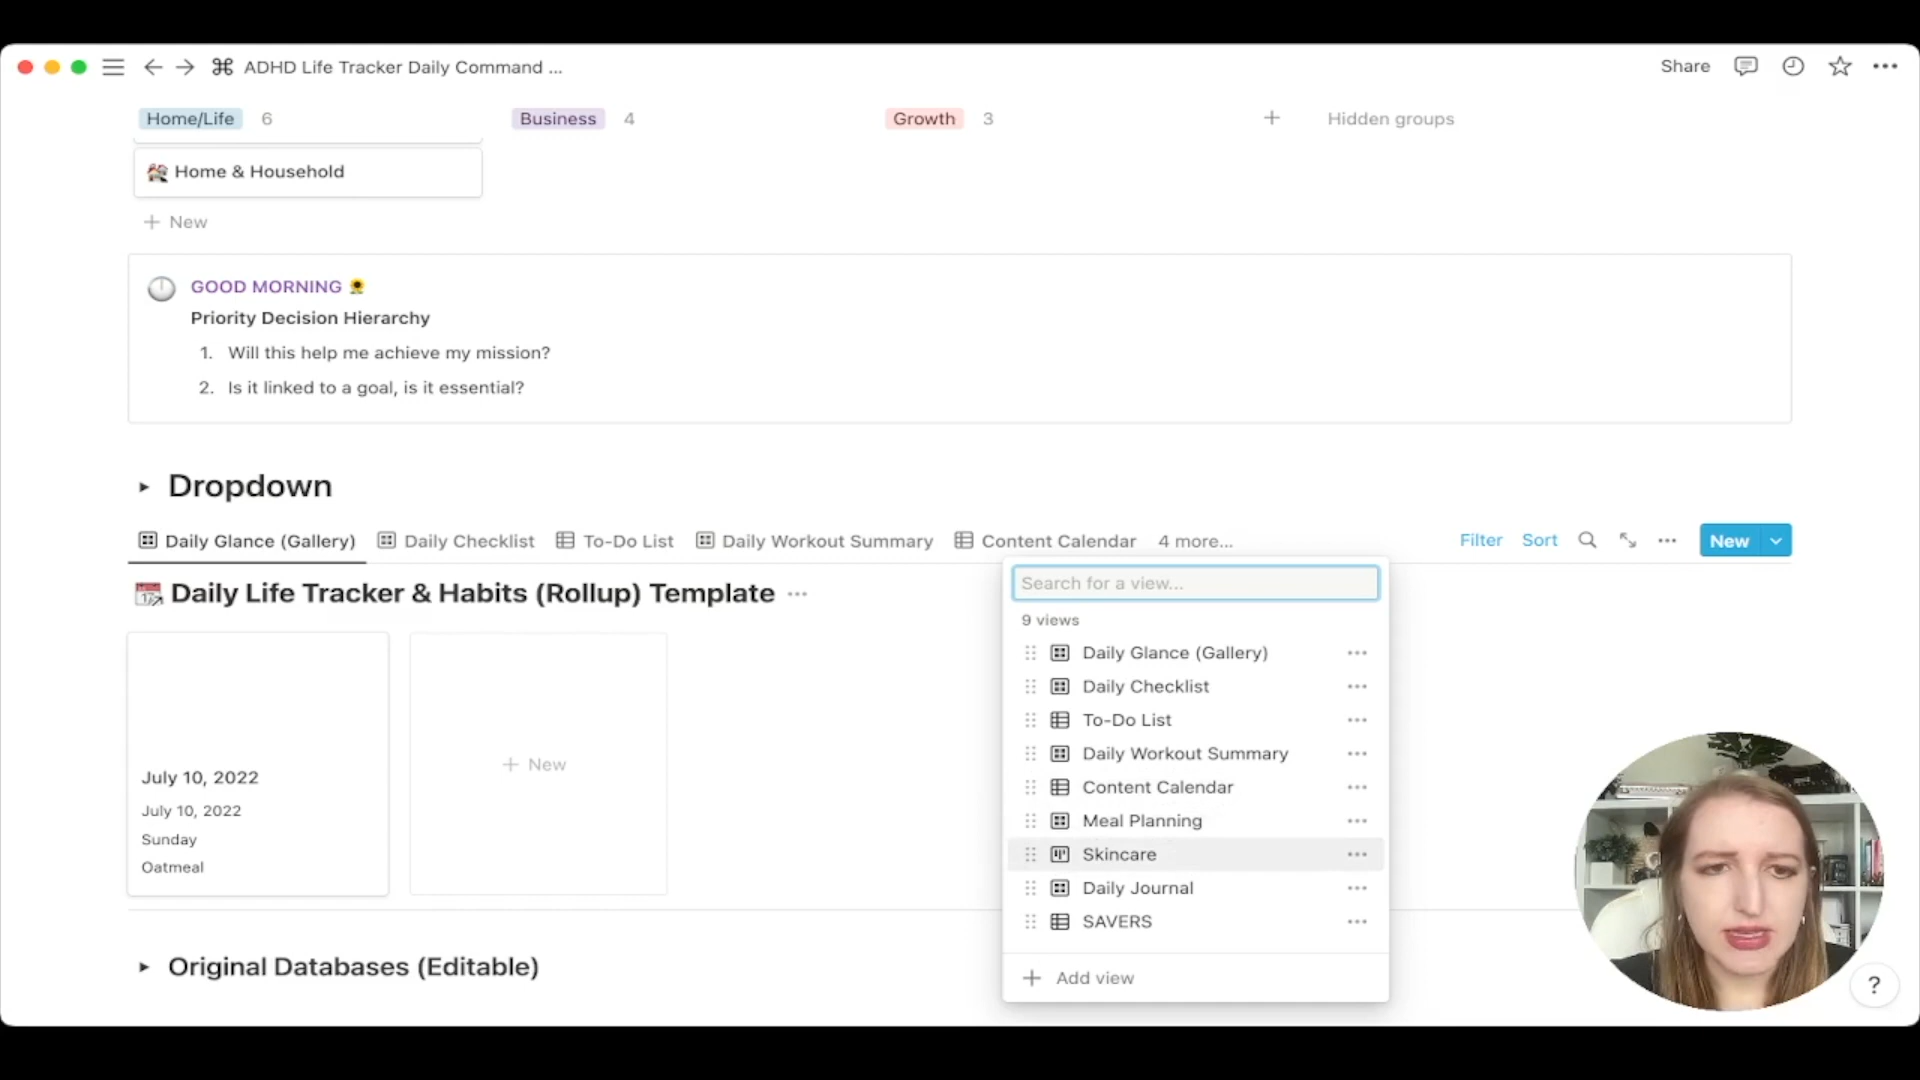 ADHD Life Tracker Daily Command ...
Share
Home/Life 6
Business 4
Growth 3
Hidden groups
Home & Household
New
GOOD MORNING
Priority Decision Hierarchy
1. Will this help me achieve my mission?
2. Is it linked to a goal, is it essential?
Dropdown
Daily Glance (Gallery) Daily Checklist To-Do List Daily Workout Summary Content Calendar 4 more...
Filter Sort New
Daily Life Tracker & Habits (Rollup) Template
July 10, 2022
July 10, 2022
Sunday
Oatmeal
New
Search for a view...
9 views
Daily Glance (Gallery)
Daily Checklist
To-Do List
Daily Workout Summary
Content Calendar
Meal Planning
Skincare
Daily Journal
SAVERS
Add view
Original Databases (Editable)
?